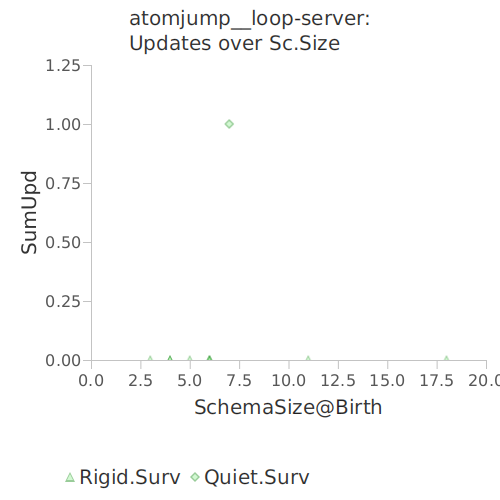 atomjump__loop-server:
Updates over Sc.Size
1.25
1.00
0.75
0.50
0.25
0.00
SumUpd
0.0 2.5 5.0 7.5 10.0 12.5 15.0 17.5 20.0
SchemaSize@Birth
Rigid.Surv Quiet.Surv